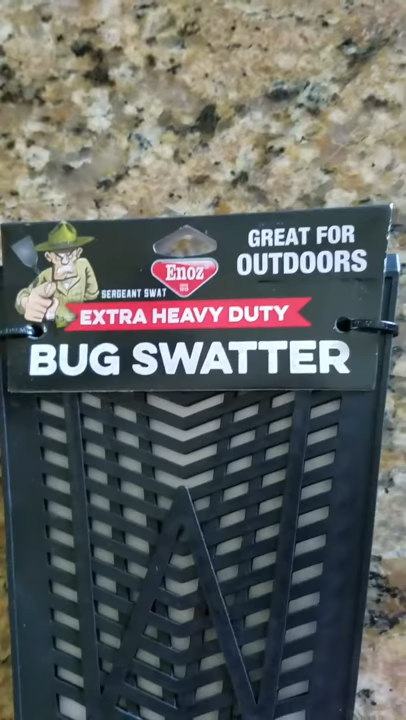 GREAT FOR
OUTDOORS
Enoz
SERGEANT SWAT
EXTRA HEAVY DUTY
BUG SWATTER